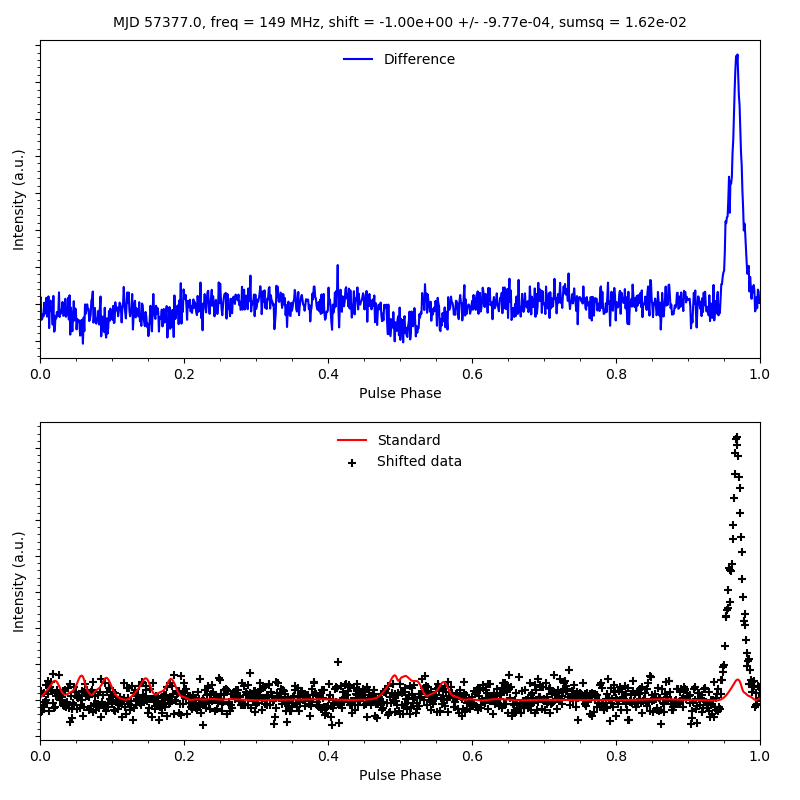 MJD 57377.0, freq = 149 MHz, shift = -1.00e+00 +/- -9.77e-04, sumsq = 1.62e-02
Difference
Intensity (a.u.)
0.0 0.2 0.4 0.6 0.8 1.0
Pulse Phase
Standard
Shifted data
Intensity (a.u.)
0.0 0.2 0.4 0.6 0.8 1.0
Pulse Phase